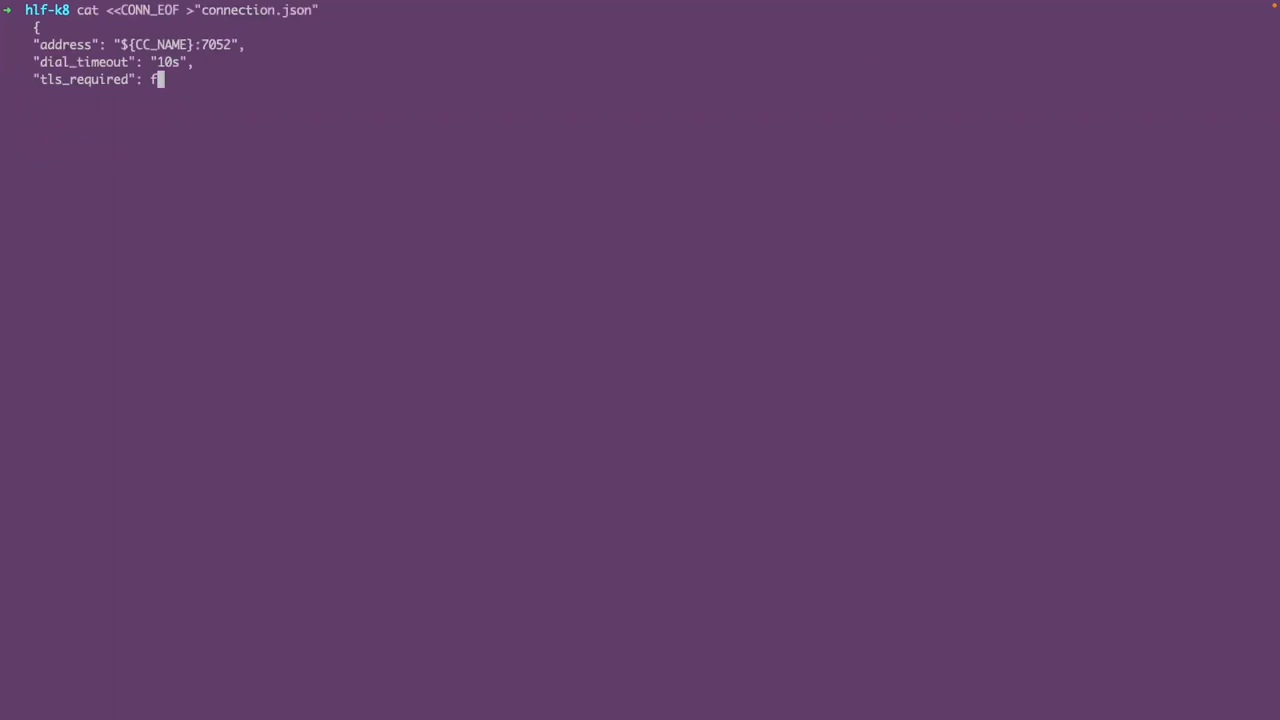 ➜  hlf-k8 cat <<CONN_EOF >"connection.json"
{
"address": "${CC_NAME}:7052",
"dial_timeout": "10s",
"tls_required": f